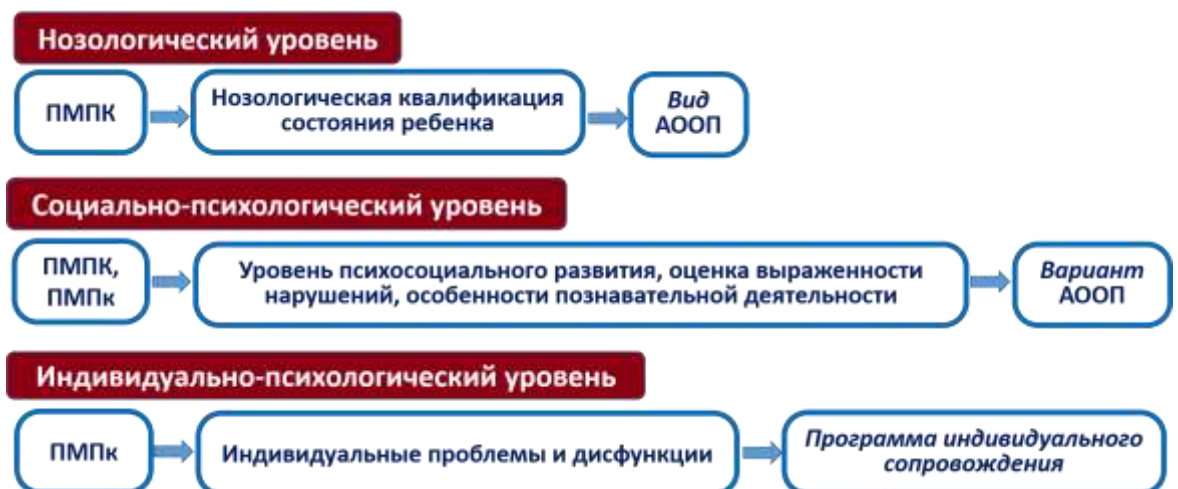 Нозологический уровень
ПМПК
Нозологическая квалификация
состояния ребенка
Вид
АООП
Социально-психологический уровень
ПМПК,
ПМПк
Уровень психосоциального развития, оценка выраженности
нарушений, особенности познавательной деятельности
Вариант
АООП
Индивидуально-психологический уровень
ПМПк
Индивидуальные проблемы и дисфункции
Программа индивидуального
сопровождения